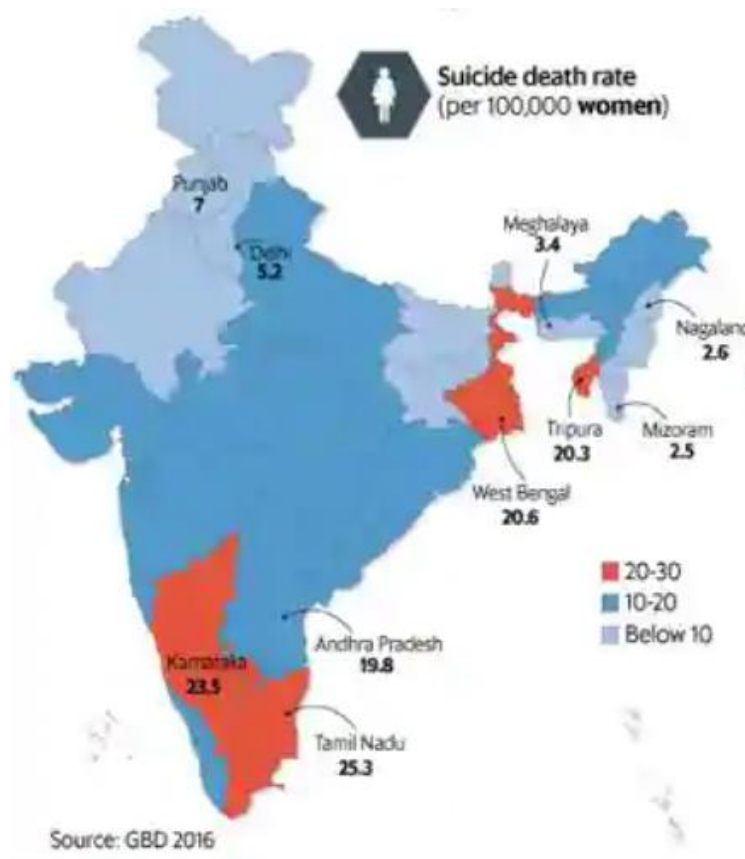 Suicide death rate
(per 100,000 women)
Punjab
7
Delhi
5.2
Meghalaya
3.4
Nagaland
2.6
Tripura
20.3
Mizoram
2.5
West Bengal
20.6
20-30
10-20
Below 10
Andhra Pradesh
19.8
Karnataka
23.5
Tamil Nadu
25.3
Source: GBD 2016